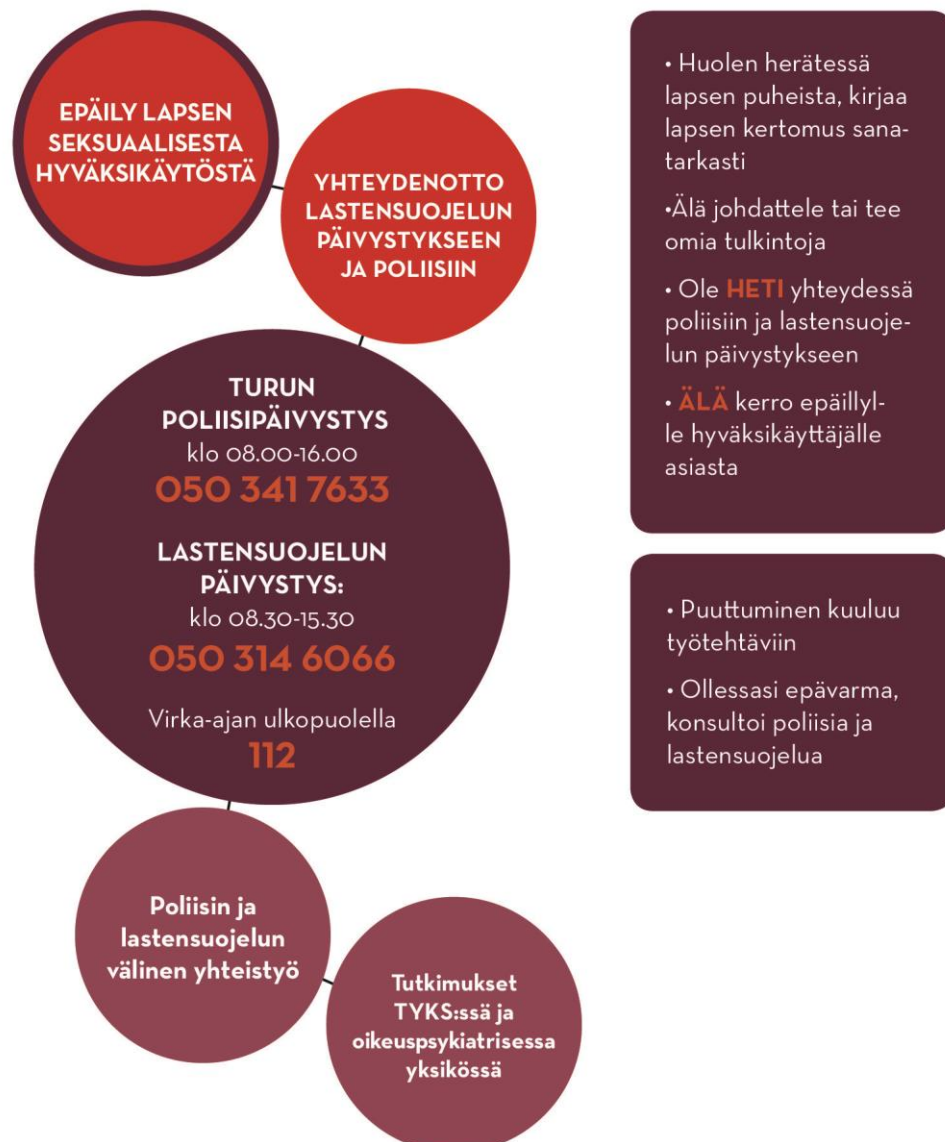 EPÄILY LAPSEN
SEKSUAALISESTA
HYVÄKSIKÄYTÖSTÄ
YHTEYDENOTTO
LASTENSUOJELUN
PÄIVYSTYKSEEN
JA POLIISIIN
TURUN
POLIISIPÄIVYSTYS
klo 08.00-16.00
050 341 7633
LASTENSUOJELUN
PÄIVYSTYS:
klo 08.30-15.30
050 314 6066
Virka-ajan ulkopuolella
112
Poliisin ja
lastensuojelun
välinen yhteistyö
Tutkimukset
TYKS:ssä ja
oikeuspsykiatrisessa
yksikössä
• Huolen herätessä
lapsen puheista, kirjaa
lapsen kertomus sana-
tarkasti
•Älä johdattele tai tee
omia tulkintoja
• Ole HETI yhteydessä
poliisiin ja lastensuoje-
lun päivystykseen
• ÄLÄ kerro epäillyl-
le hyväksikäyttäjälle
asiasta
• Puuttuminen kuuluu
työtehtäviin
• Ollessasi epävarma,
konsultoi poliisia ja
lastensuojelua